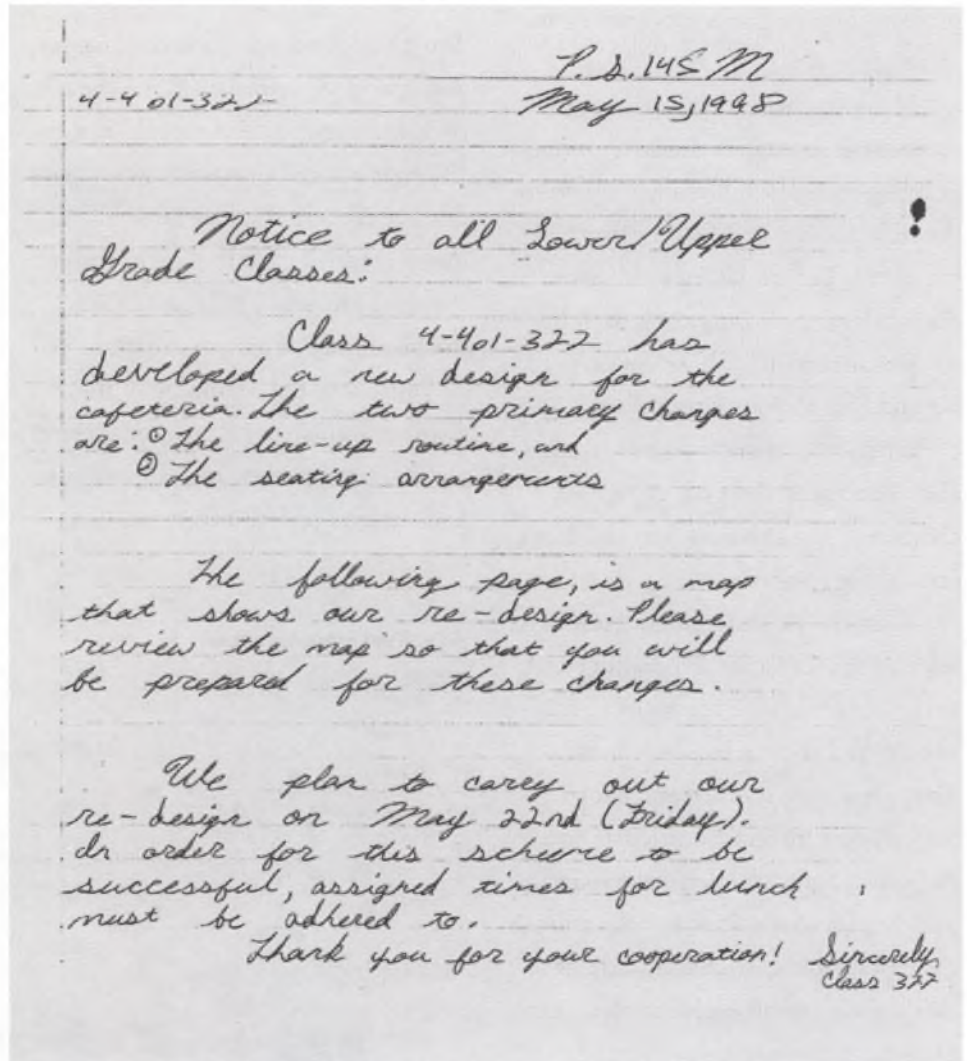 P.S. 145 M
4-401-322
May 15, 1998
!
Notice to all Lower/Upper
Grade Classes:
Class 4-401-322 has
developed a new design for the
cafeteria. The two primary changes
are: ① The line-up routine, and
② The seating arrangements
The following page, is a map
that shows our re-design. Please
review the map so that you will
be prepared for these changes.
We plan to carry out our
re-design on May 22nd (Friday).
In order for this scheme to be
successful, assigned times for lunch
must be adhered to.
Thank you for your cooperation! Sincerely,
Class 322